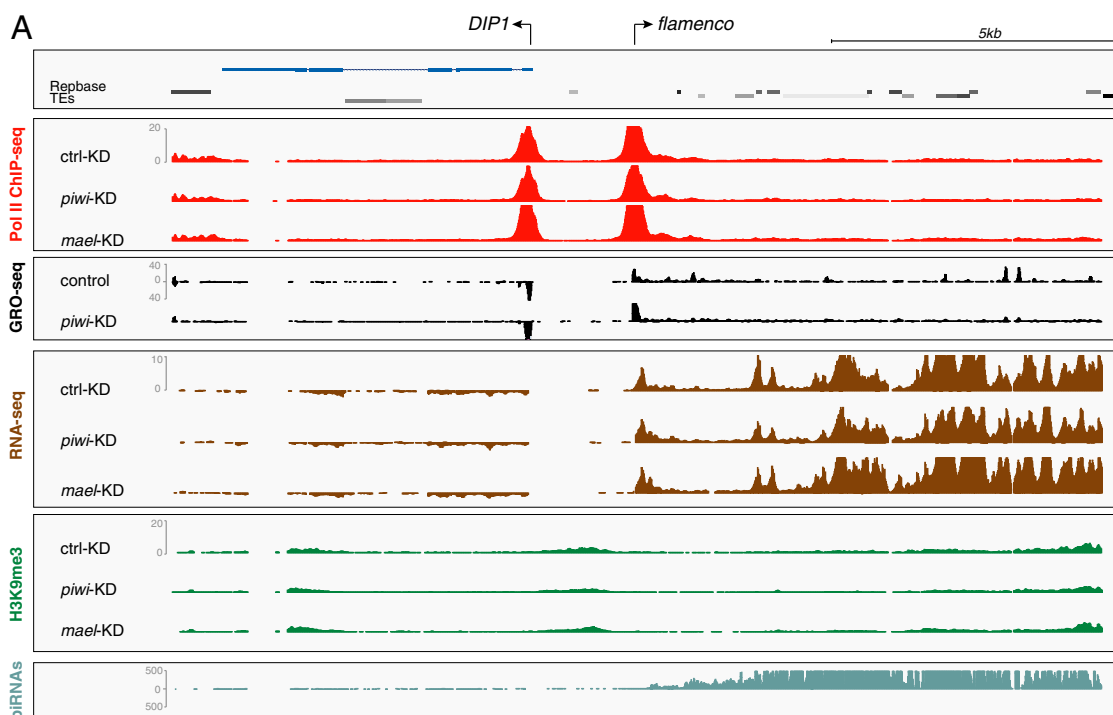 A
DIP1
flamenco
5kb
Repbase
TEs
Pol II ChIP-seq
20
0
ctrl-KD
piwi-KD
mael-KD
GRO-seq
40
0
40
control
piwi-KD
RNA-seq
10
0
ctrl-KD
piwi-KD
mael-KD
H3K9me3
20
0
ctrl-KD
piwi-KD
mael-KD
piRNAs
500
0
500